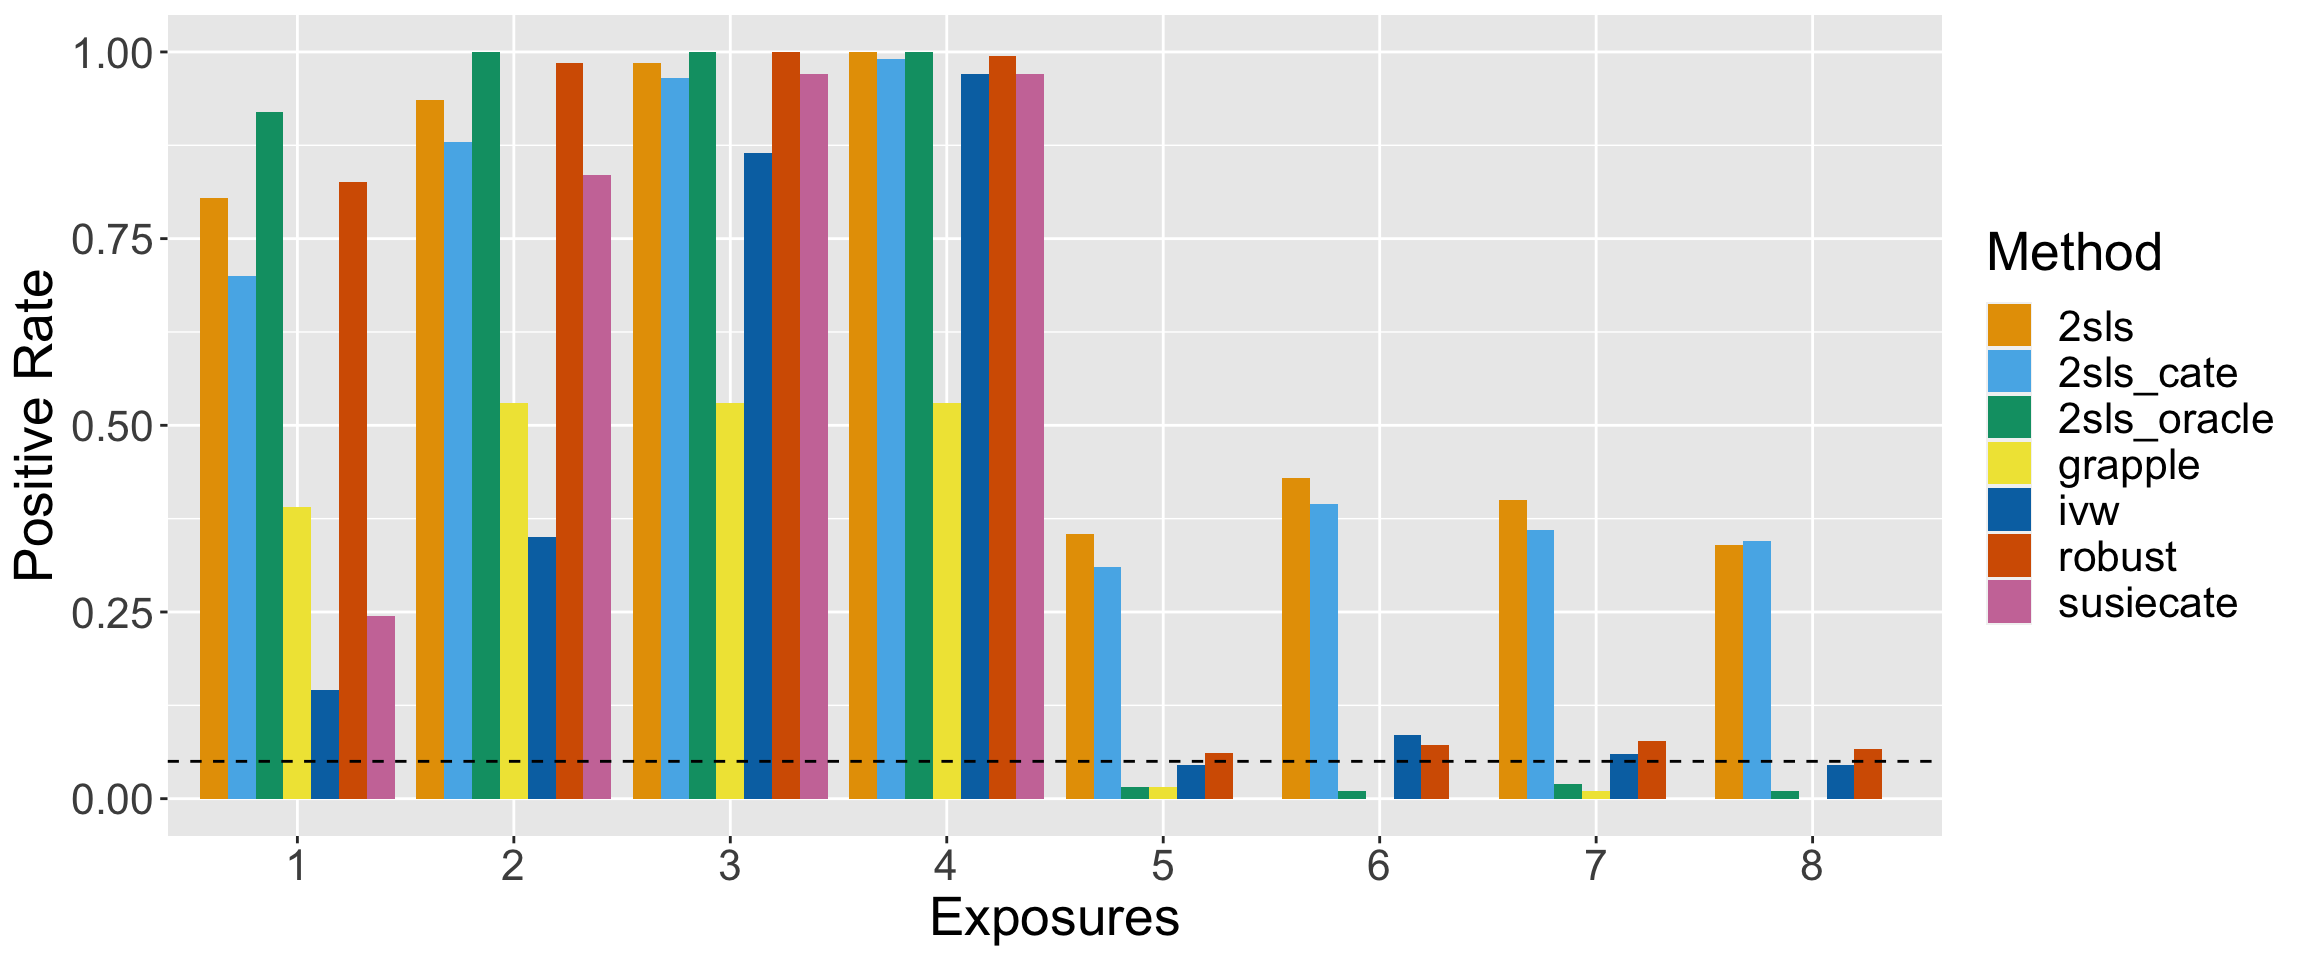 Positive Rate
1.00
0.75
0.50
0.25
0.00
1 2 3 4 5 6 7 8
Exposures
Method
2sls
2sls_cate
2sls_oracle
grapple
ivw
robust
susiecate